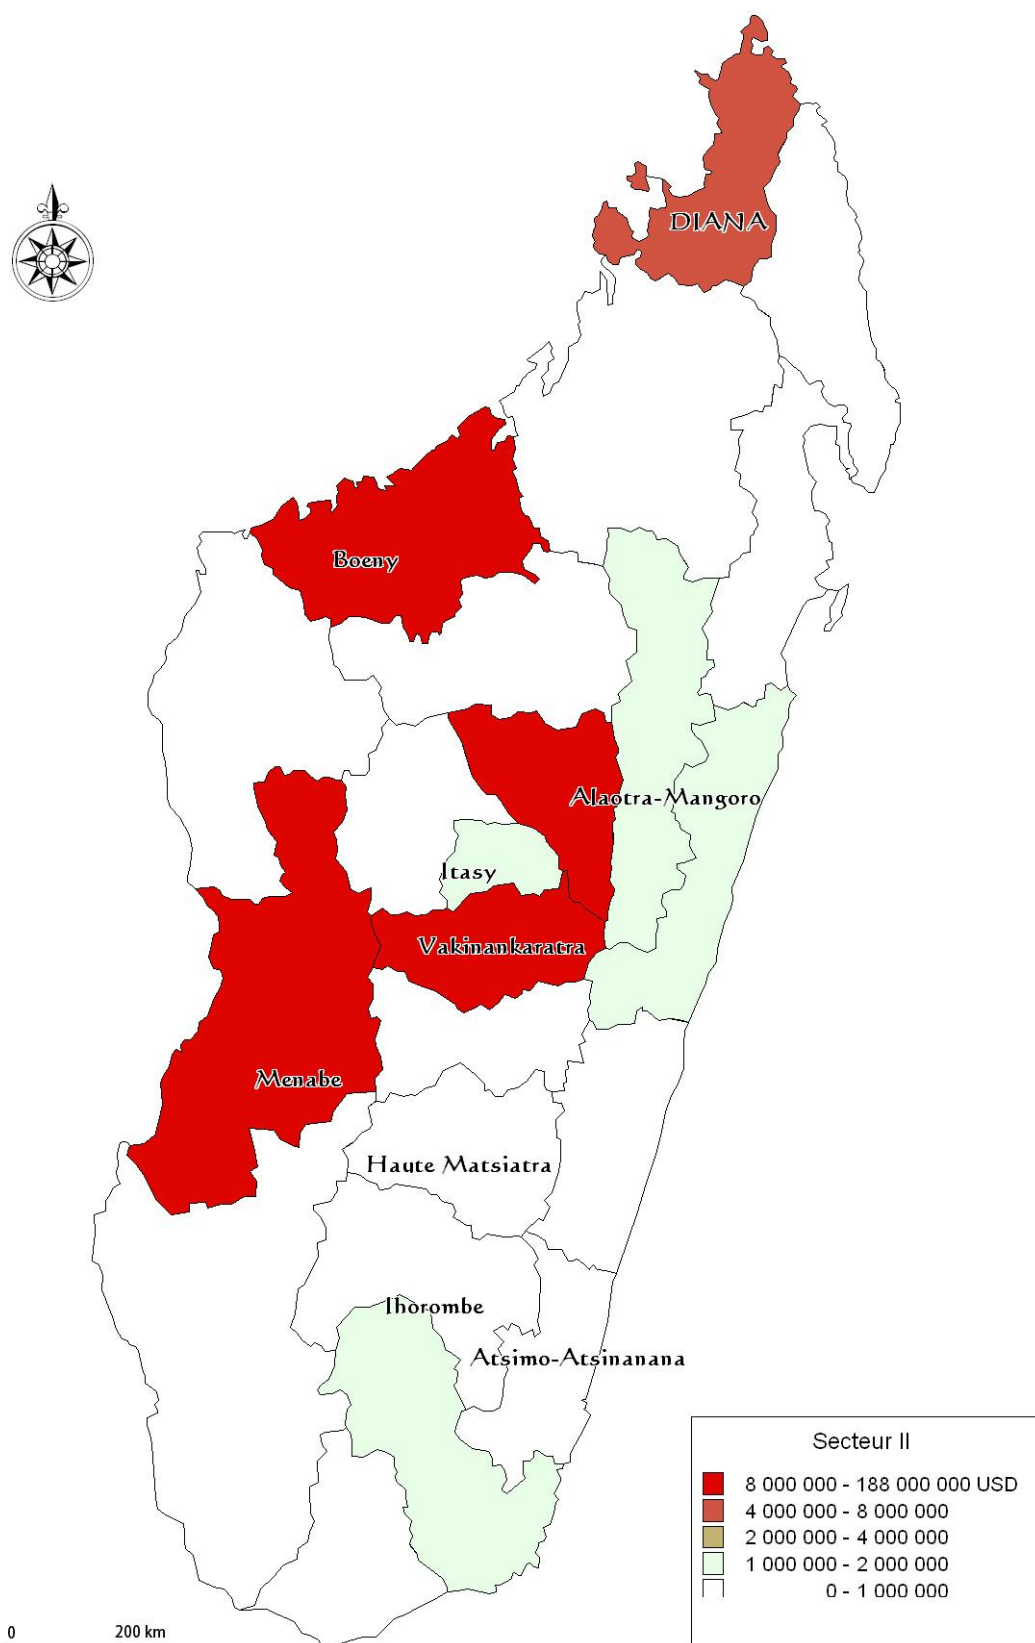 DIANA
Boeny
Alaotra-Mangoro
Itasy
Vakinankaratra
Menabe
Haute Matsiatra
Ihorombe
Atsimo-Atsinanana
Secteur II
8 000 000 - 188 000 000 USD
4 000 000 - 8 000 000
2 000 000 - 4 000 000
1 000 000 - 2 000 000
0 - 1 000 000
0 200 km